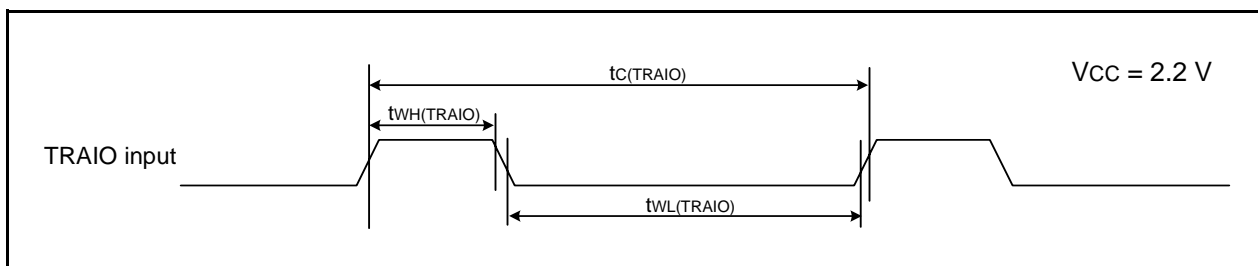 tC(TRAIO)
VCC = 2.2 V
tWH(TRAIO)
TRAIO input
tWL(TRAIO)